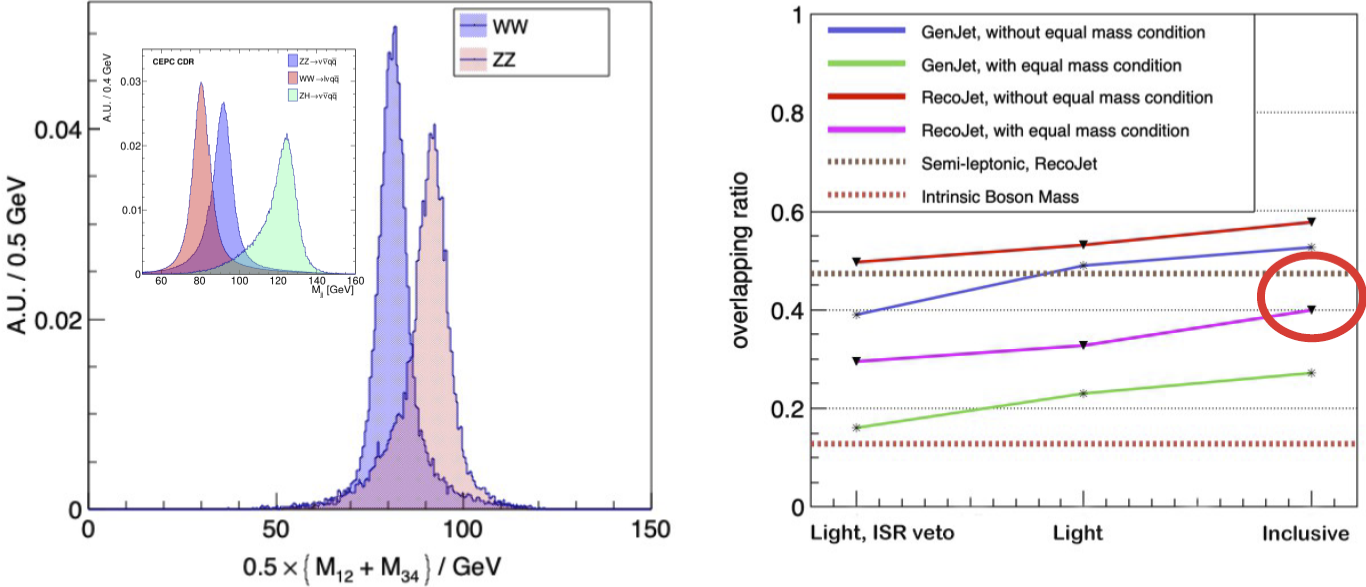 WW
ZZ
CEPC CDR
ZZ→νν̄qq̄
WW→lνqq̄
ZH→νν̄qq̄
A.U. / 0.4 GeV
0.03
0.02
0.01
0
60 80 100 120 140 160
Mjj [GeV]
A.U. / 0.5 GeV
0.04
0.02
0
0 50 100 150
0.5 × { M12 + M34 } / GeV
GenJet, without equal mass condition
GenJet, with equal mass condition
RecoJet, without equal mass condition
RecoJet, with equal mass condition
Semi-leptonic, RecoJet
Intrinsic Boson Mass
overlapping ratio
1
0.8
0.6
0.4
0.2
0
Light, ISR veto Light Inclusive